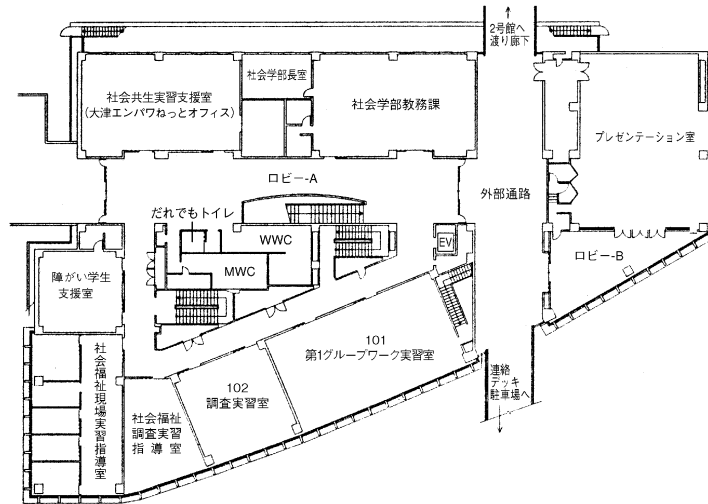 2号館へ
渡り廊下
社会学部長室
社会共生実習支援室
(大津エンパワねっとオフィス)
社会学部教務課
プレゼンテーション室
ロビー-A
外部通路
だれでもトイレ
WWC
EV
ロビー-B
MWC
障がい学生
支援室
101
第1グループワーク実習室
社会福祉現場実習指導室
連絡
デッキ
駐車場へ
102
調査実習室
社会福祉
調査実習
指導室